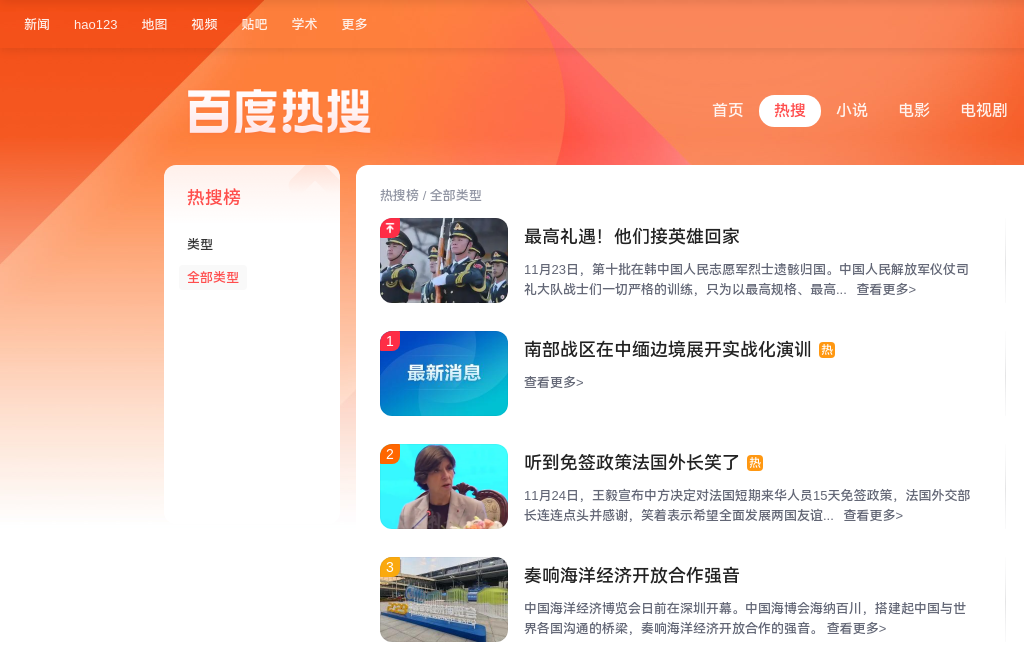 新闻 hao123 地图 视频 贴吧 学术 更多
百度热搜
首页 热搜 小说 电影 电视剧
热搜榜
类型
全部类型
热搜榜 / 全部类型
最高礼遇！他们接英雄回家
11月23日，第十批在韩中国人民志愿军烈士遗骸归国。中国人民解放军仪仗司
礼大队战士们一切严格的训练，只为以最高规格、最高... 查看更多>
1
最新消息
南部战区在中缅边境展开实战化演训 热
查看更多>
2
听到免签政策法国外长笑了 热
11月24日，王毅宣布中方决定对法国短期来华人员15天免签政策，法国外交部
长连连点头并感谢，笑着表示希望全面发展两国友谊... 查看更多>
3
奏响海洋经济开放合作强音
中国海洋经济博览会日前在深圳开幕。中国海博会海纳百川，搭建起中国与世
界各国沟通的桥梁，奏响海洋经济开放合作的强音。 查看更多>